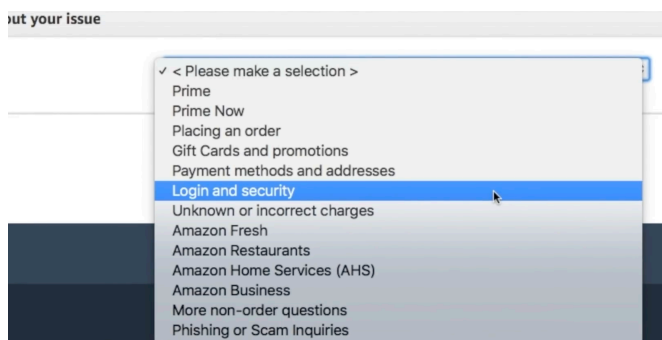 out your issue
✓ < Please make a selection >
Prime
Prime Now
Placing an order
Gift Cards and promotions
Payment methods and addresses
Login and security
Unknown or incorrect charges
Amazon Fresh
Amazon Restaurants
Amazon Home Services (AHS)
Amazon Business
More non-order questions
Phishing or Scam Inquiries